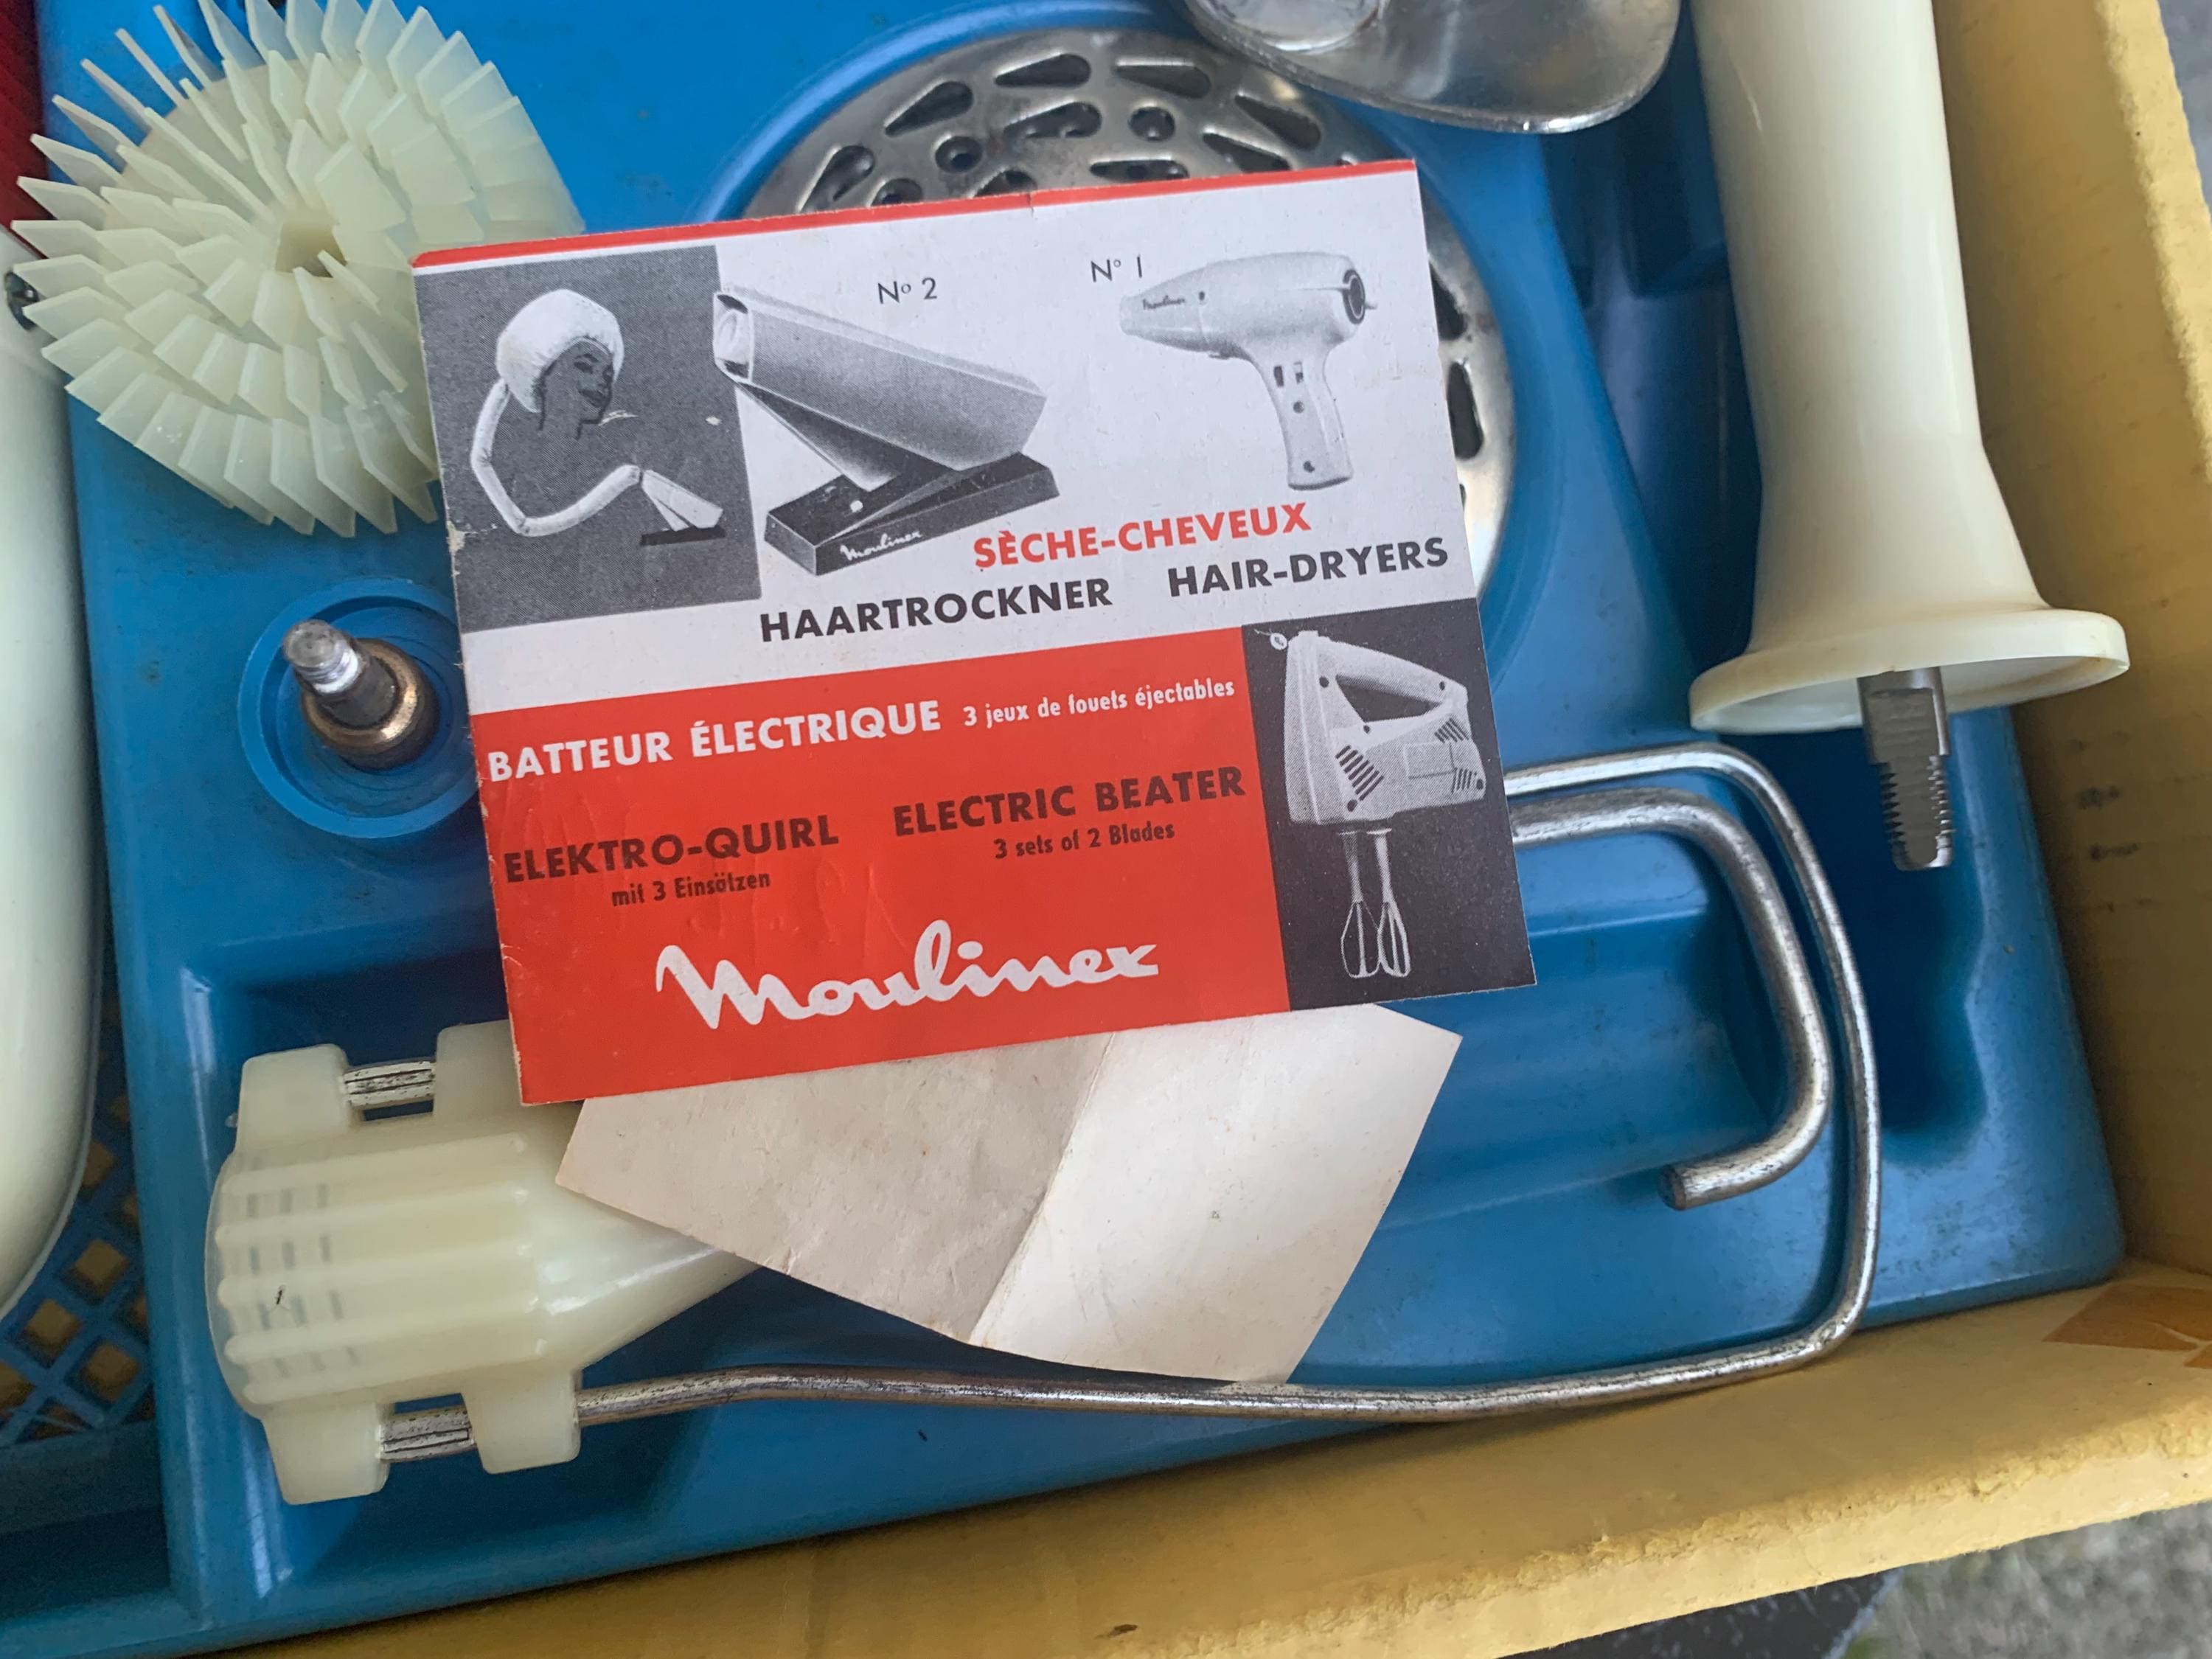 N° 2
N° 1
Moulinex
Moulinex
SÈCHE-CHEVEUX
HAARTROCKNER HAIR-DRYERS
BATTEUR ÉLECTRIQUE 3 jeux de fouets éjectables
ELEKTRO-QUIRL ELECTRIC BEATER
mit 3 Einsätzen 3 sets of 2 Blades
Moulinex